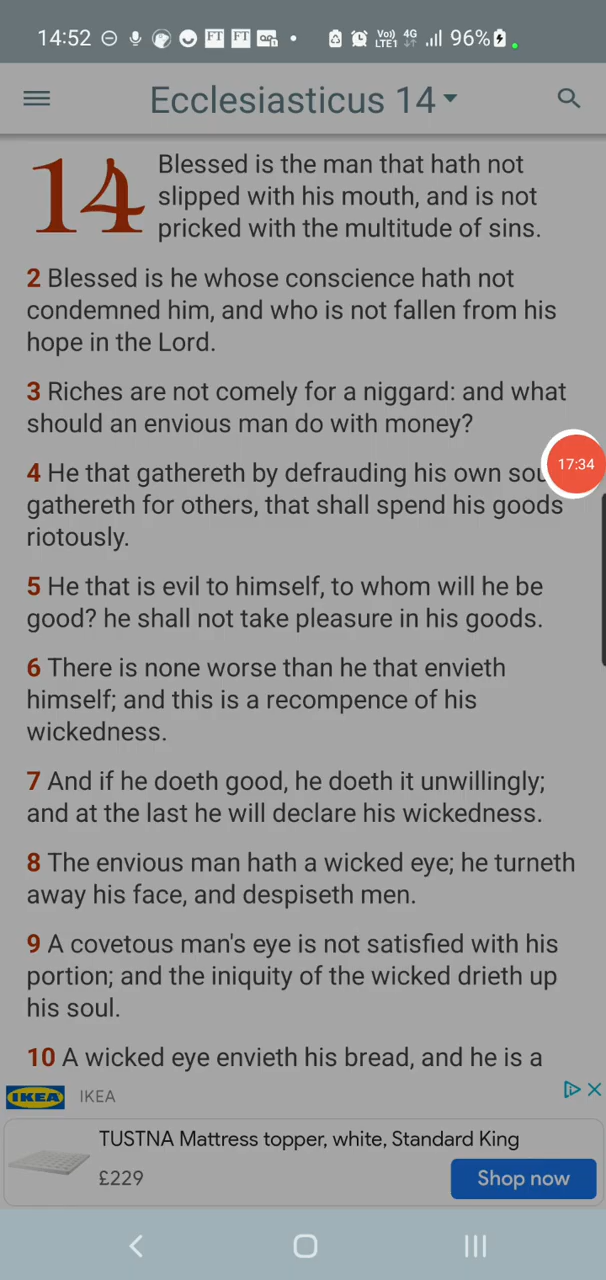 14:52
FT FT
Vo)) LTE1 4G 96%
Ecclesiasticus 14
14 Blessed is the man that hath not
slipped with his mouth, and is not
pricked with the multitude of sins.
2 Blessed is he whose conscience hath not
condemned him, and who is not fallen from his
hope in the Lord.
3 Riches are not comely for a niggard: and what
should an envious man do with money?
17:34
4 He that gathereth by defrauding his own
gathereth for others, that shall spend his goods
riotously.
5 He that is evil to himself, to whom will he be
good? he shall not take pleasure in his goods.
6 There is none worse than he that envieth
himself; and this is a recompence of his
wickedness.
7 And if he doeth good, he doeth it unwillingly;
and at the last he will declare his wickedness.
8 The envious man hath a wicked eye; he turneth
away his face, and despiseth men.
9 A covetous man's eye is not satisfied with his
portion; and the iniquity of the wicked drieth up
his soul.
10 A wicked eye envieth his bread, and he is a
IKEA IKEA
TUSTNA Mattress topper, white, Standard King
£229
Shop now